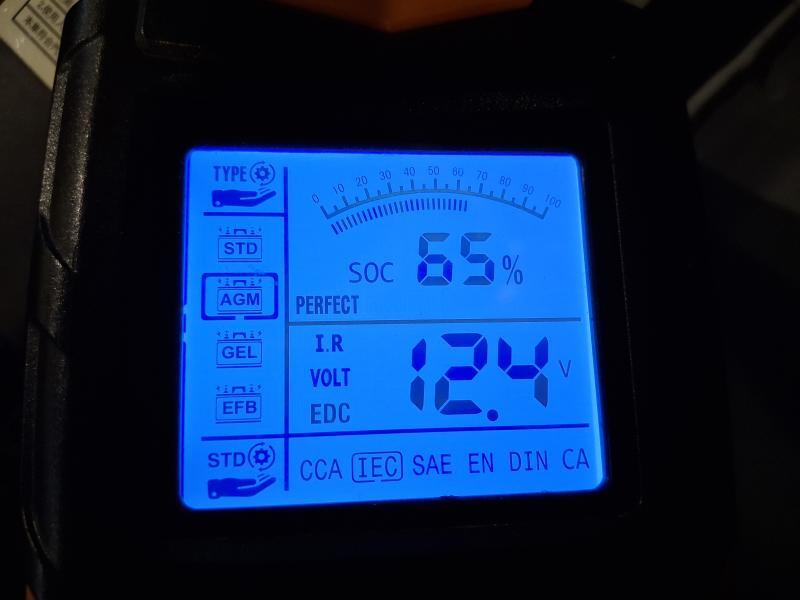 TYPE
0 10 20 30 40 50 60 70 80 90 100
STD
SOC 65%
AGM
PERFECT
GEL
I.R
VOLT 12.4 V
EFB
EDC
STD
CCA IEC SAE EN DIN CA